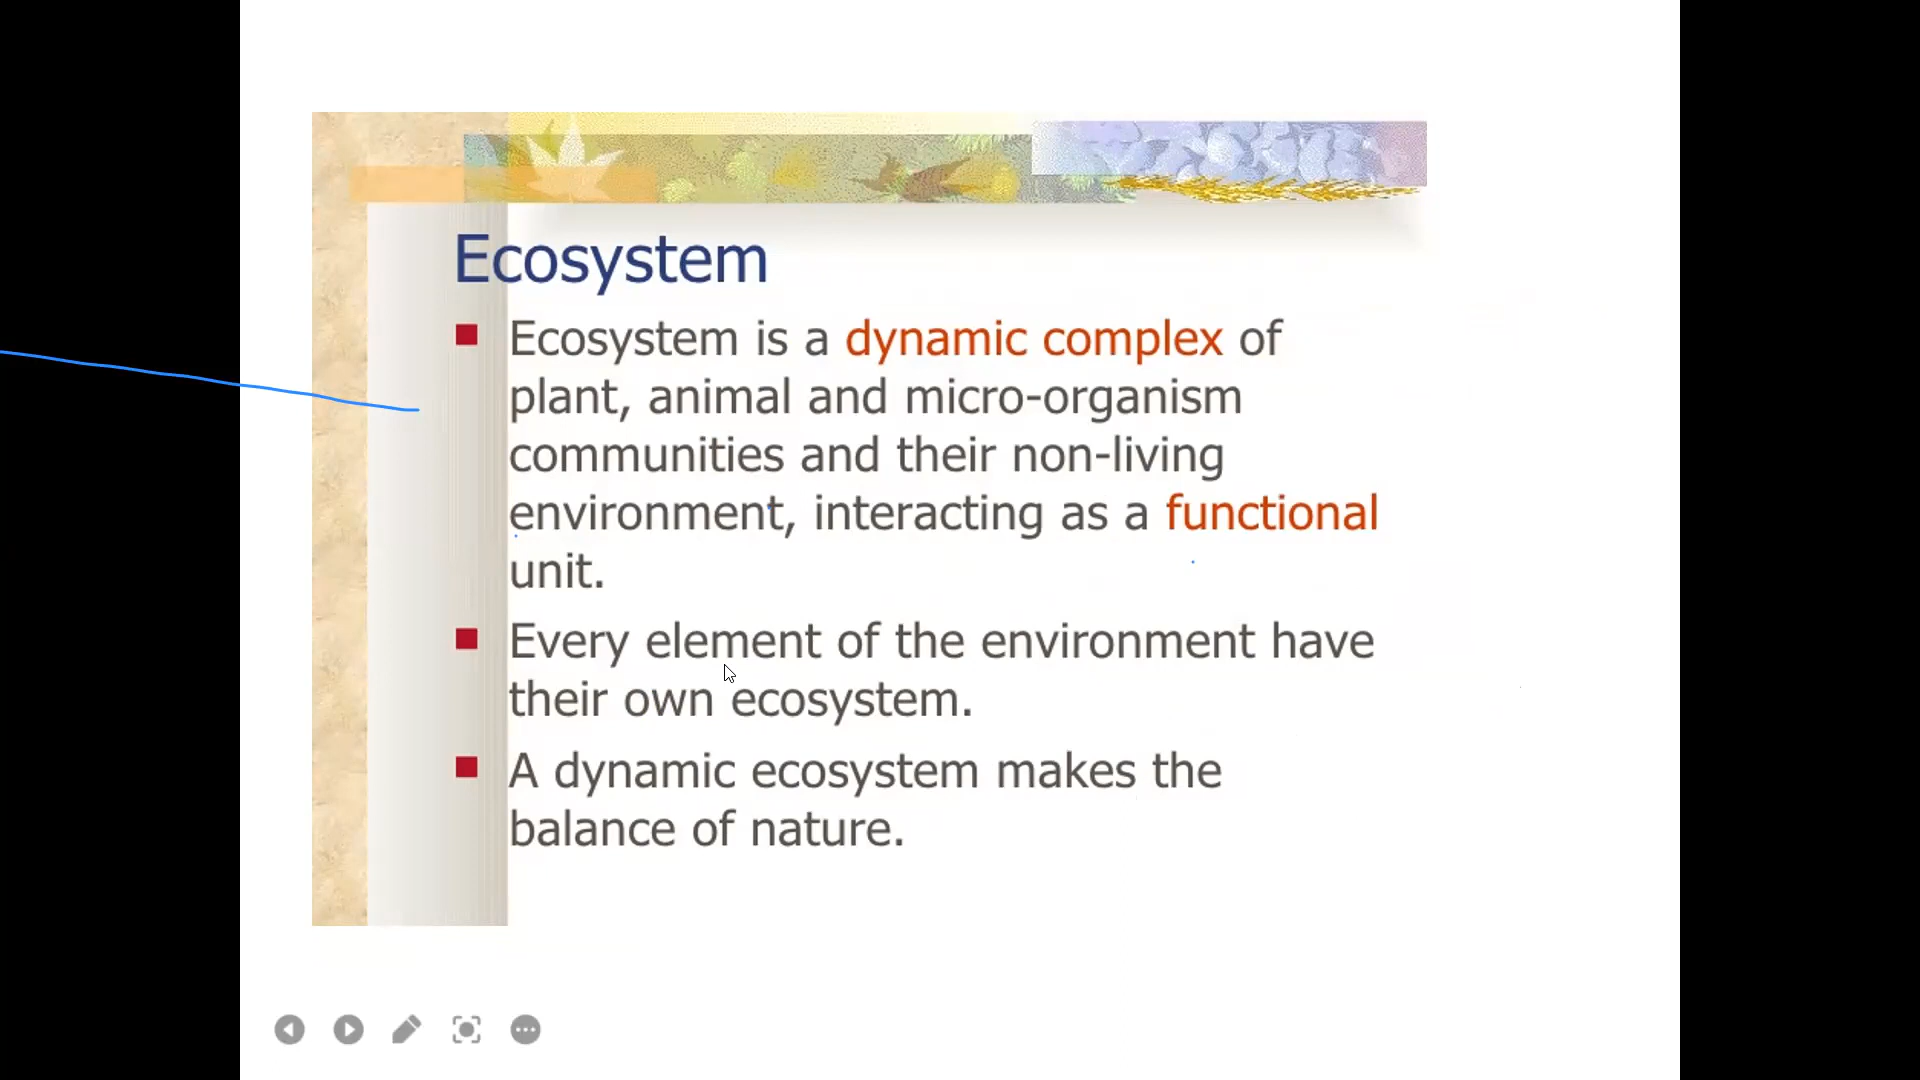 Ecosystem
Ecosystem is a dynamic complex of
plant, animal and micro-organism
communities and their non-living
environment, interacting as a functional
unit.
Every element of the environment have
their own ecosystem.
A dynamic ecosystem makes the
balance of nature.